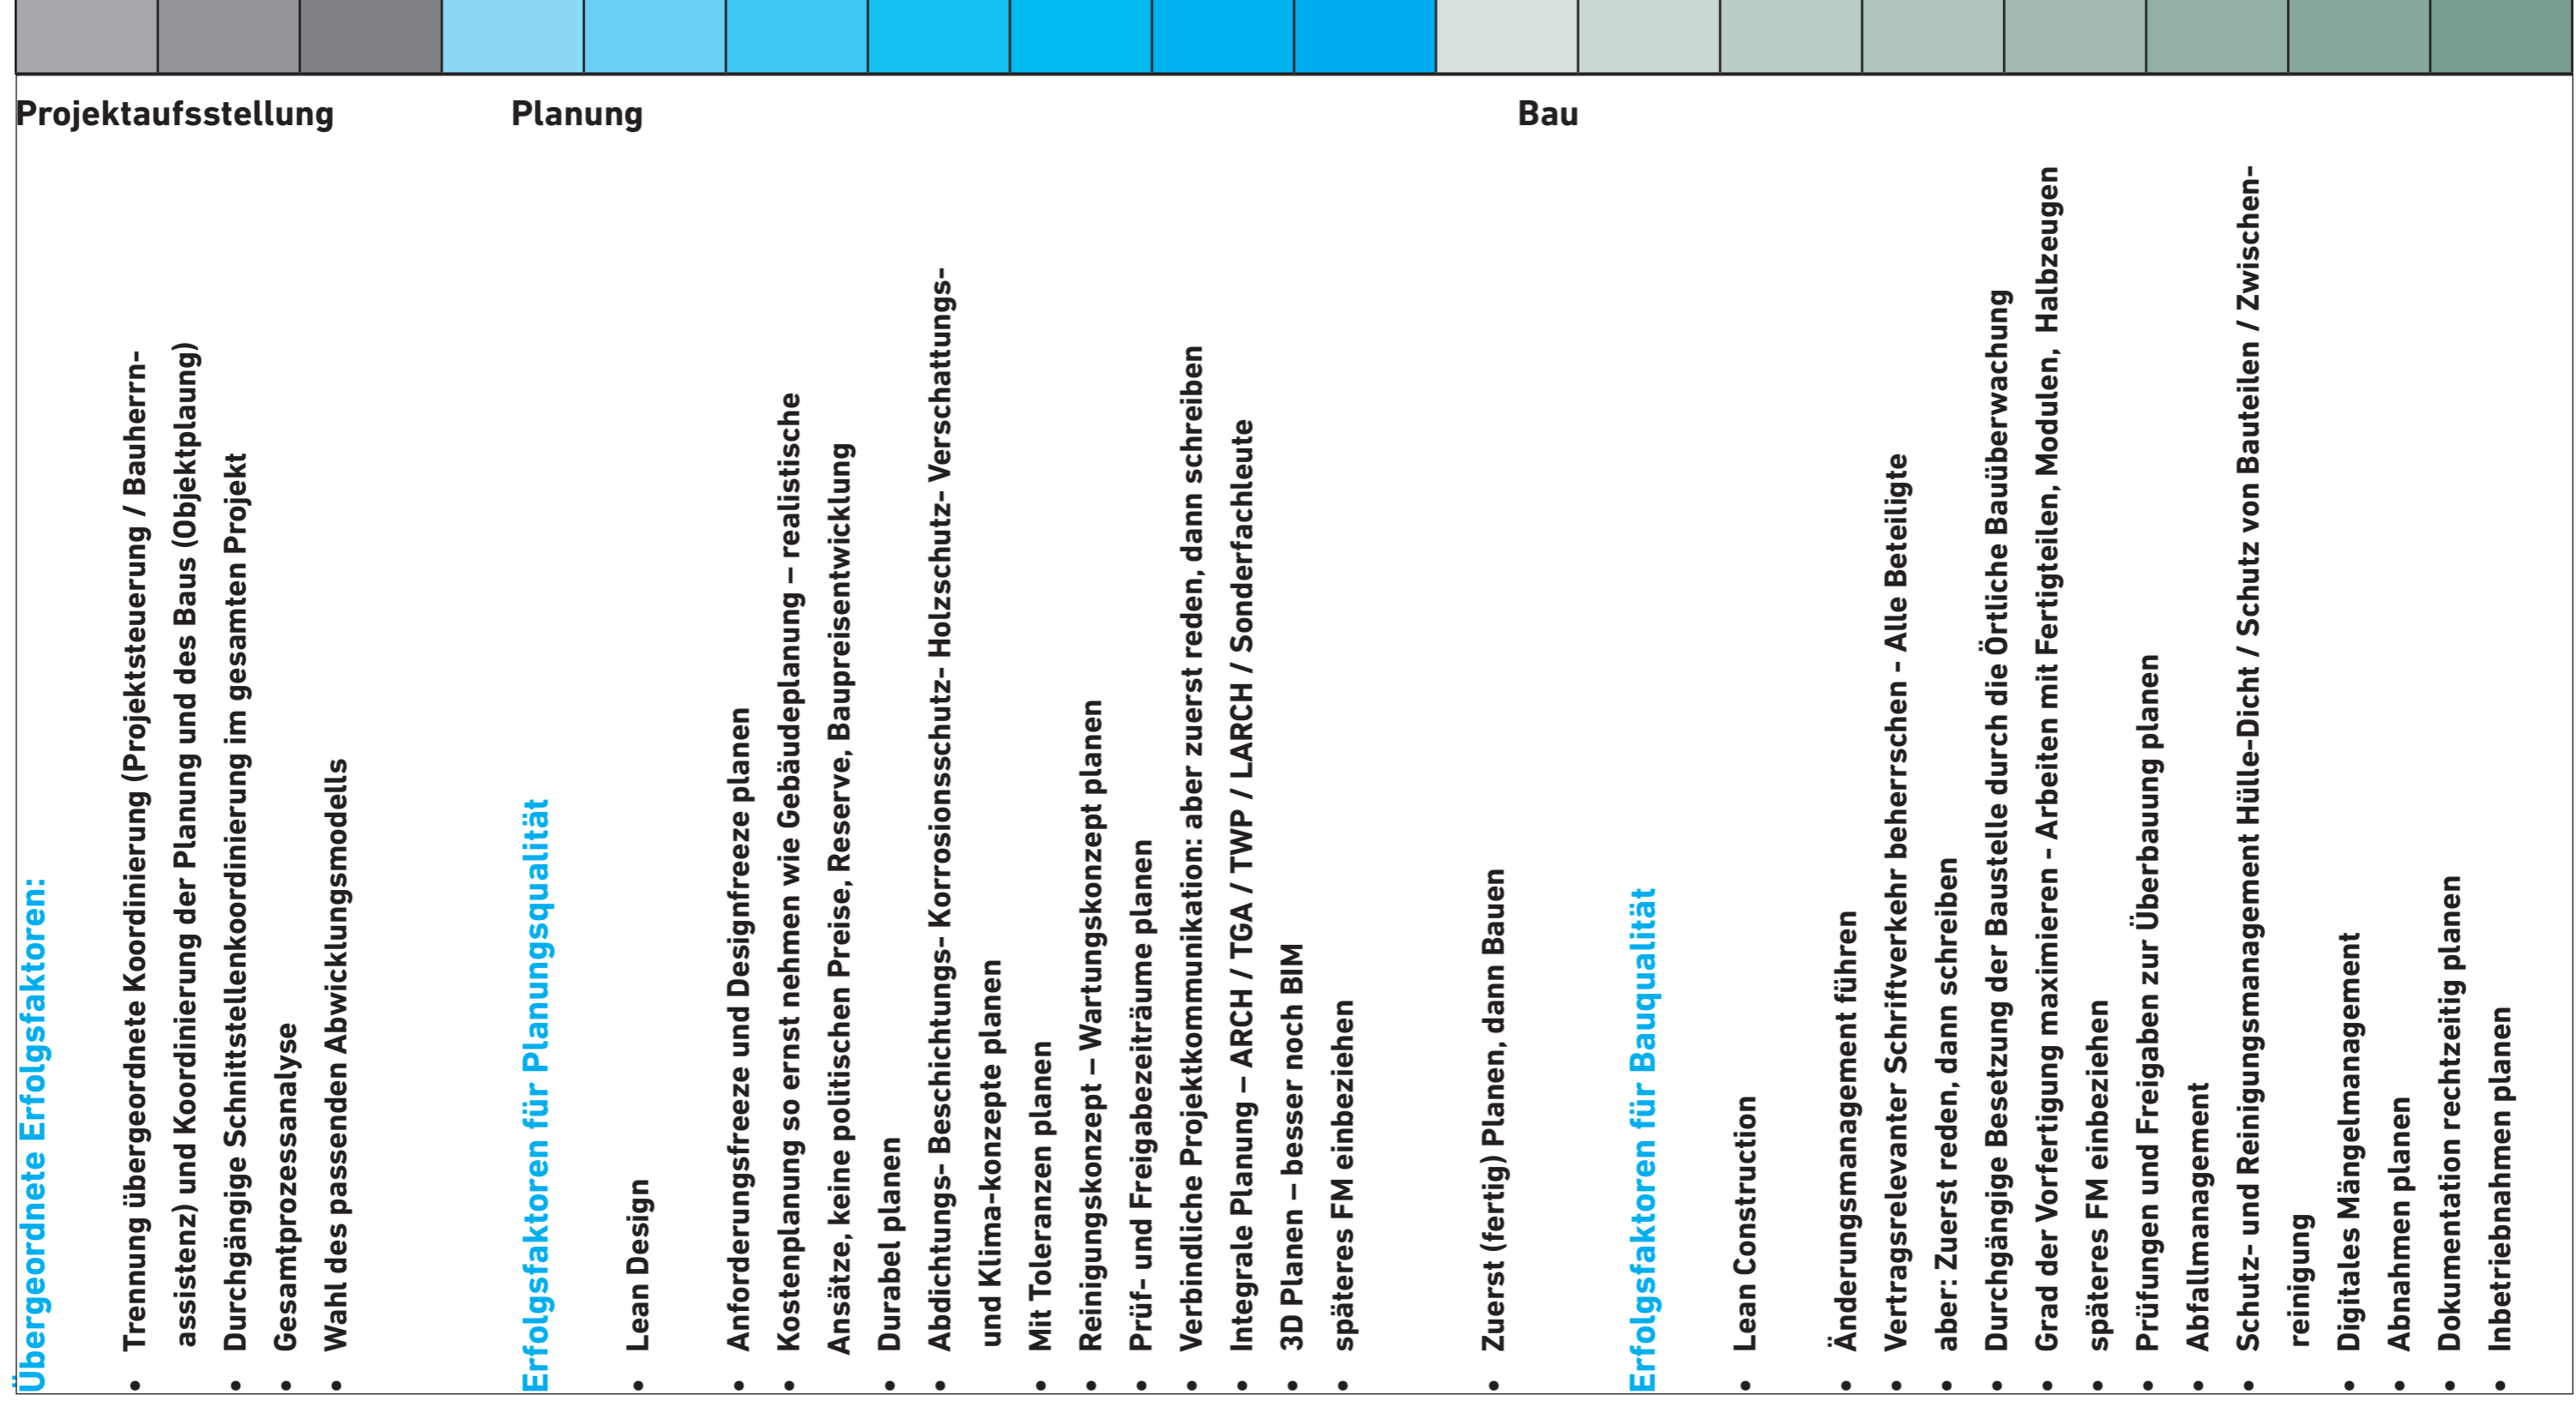 Projektaufsstellung
Planung
Bau
Übergeordnete Erfolgsfaktoren:
• Trennung übergeordnete Koordinierung (Projektsteuerung / Bauherrn-
assistenz) und Koordinierung der Planung und des Baus (Objektplaung)
• Durchgängige Schnittstellenkoordinierung im gesamten Projekt
• Gesamtprozessanalyse
• Wahl des passenden Abwicklungsmodells
Erfolgsfaktoren für Planungsqualität
• Lean Design
• Anforderungsfreeze und Designfreeze planen
• Kostenplanung so ernst nehmen wie Gebäudeplanung – realistische
Ansätze, keine politischen Preise, Reserve, Baupreisentwicklung
• Durabel planen
• Abdichtungs- Beschichtungs- Korrosionsschutz- Holzschutz- Verschattungs-
und Klima-konzepte planen
• Mit Toleranzen planen
• Reinigungskonzept – Wartungskonzept planen
• Prüf- und Freigabezeiträume planen
• Verbindliche Projektkommunikation: aber zuerst reden, dann schreiben
• Integrale Planung – ARCH / TGA / TWP / LARCH / Sonderfachleute
• 3D Planen – besser noch BIM
• späteres FM einbeziehen
• Zuerst (fertig) Planen, dann Bauen
Erfolgsfaktoren für Bauqualität
• Lean Construction
• Änderungsmanagement führen
• Vertragsrelevanter Schriftverkehr beherrschen - Alle Beteiligte
• aber: Zuerst reden, dann schreiben
• Durchgängige Besetzung der Baustelle durch die Örtliche Bauüberwachung
• Grad der Vorfertigung maximieren - Arbeiten mit Fertigteilen, Modulen, Halbzeugen
• späteres FM einbeziehen
• Prüfungen und Freigaben zur Überbauung planen
• Abfallmanagement
• Schutz- und Reinigungsmanagement Hülle-Dicht / Schutz von Bauteilen / Zwischen-
reinigung
• Digitales Mängelmanagement
• Abnahmen planen
• Dokumentation rechtzeitig planen
• Inbetriebnahmen planen